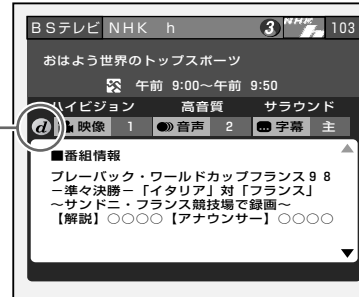 BSテレビ NHK h ③ NHK h 103
おはよう世界のトップスポーツ
午前 9:00～午前 9:50
ハイビジョン 高音質 サラウンド
d 映像 1 音声 2 字幕 主
■番組情報
プレーバック・ワールドカップフランス９８
－準々決勝－「イタリア」対「フランス」
～サンドニ・フランス競技場で録画～
【解説】○○○○【アナウンサー】○○○○